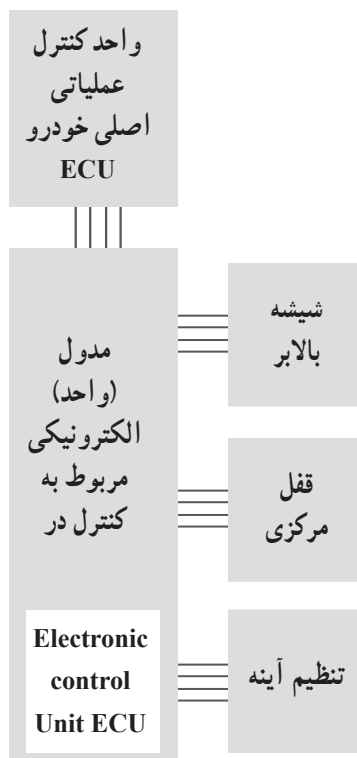 واحد کنترل
عملیاتی
اصلی خودرو
ECU
مدول
(واحد)
الکترونیکی
مربوط به
کنترل در
Electronic
control
Unit ECU
شیشه
بالابر
قفل
مرکزی
تنظیم آینه